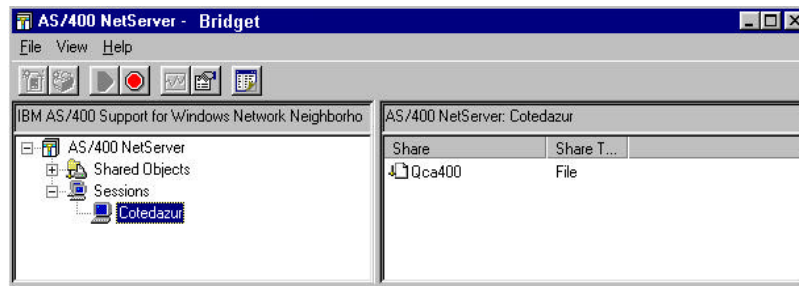 AS/400 NetServer - Bridget
File View Help
IBM AS/400 Support for Windows Network Neighborho
AS/400 NetServer: Cotedazur
AS/400 NetServer
Shared Objects
Sessions
Cotedazur
Share Share T...
Qca400 File